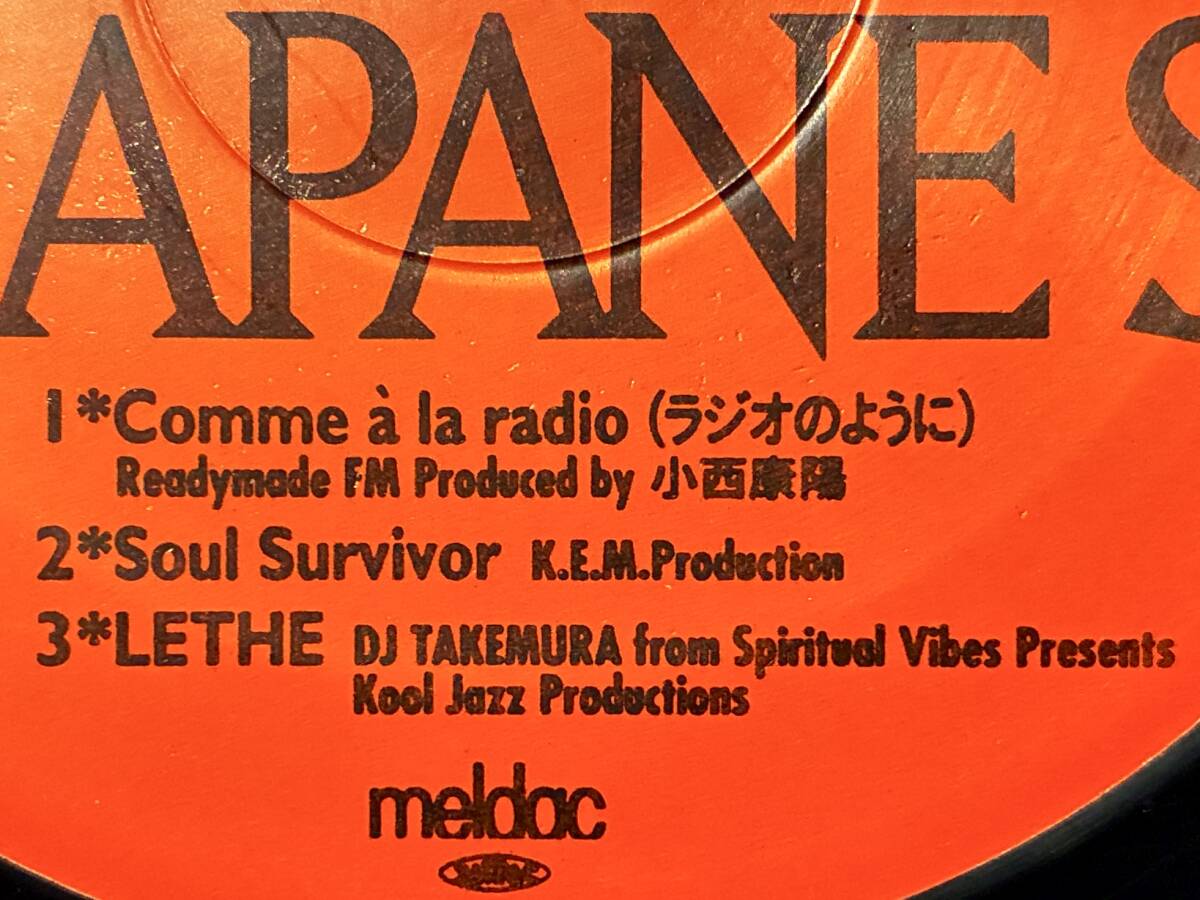 APANES
1*Comme à la radio (ラジオのように)
Readymade FM Produced by 小西康陽
2*Soul Survivor K.E.M.Production
3*LETHE DJ TAKEMURA from Spiritual Vibes Presents
Kool Jazz Productions
meldac